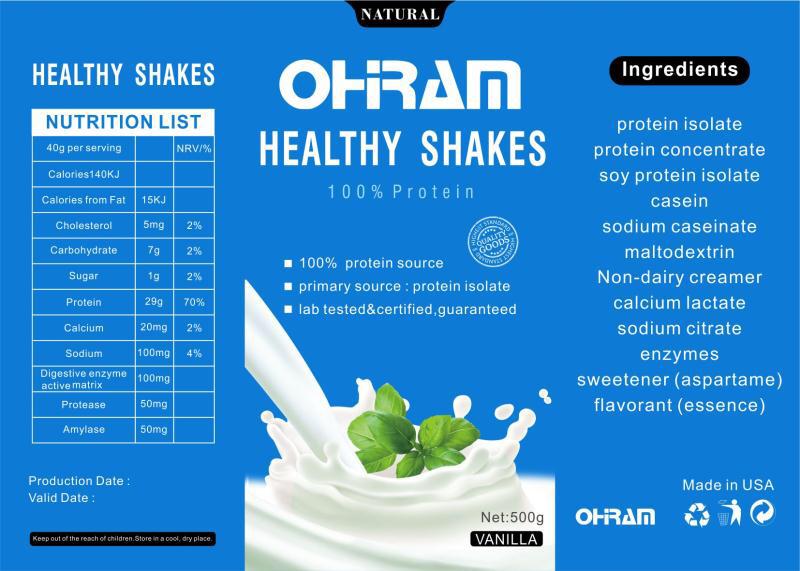 NATURAL
HEALTHY SHAKES
NUTRITION LIST
40g per serving NRV/%
Calories140KJ
Calories from Fat 15KJ
Cholesterol 5mg 2%
Carbohydrate 7g 2%
Sugar 1g 2%
Protein 29g 70%
Calcium 20mg 2%
Sodium 100mg 4%
Digestive enzyme
active matrix 100mg
Protease 50mg
Amylase 50mg
Production Date :
Valid Date :
Keep out of the reach of children.Store in a cool, dry place.
OHRAM
HEALTHY SHAKES
100% Protein
HIGHEST STANDARD
QUALITY
GOODS
HIGHEST STANDARD
100% protein source
primary source : protein isolate
lab tested&certified,guaranteed
Net:500g
VANILLA
Ingredients
protein isolate
protein concentrate
soy protein isolate
casein
sodium caseinate
maltodextrin
Non-dairy creamer
calcium lactate
sodium citrate
enzymes
sweetener (aspartame)
flavorant (essence)
Made in USA
OHRAM